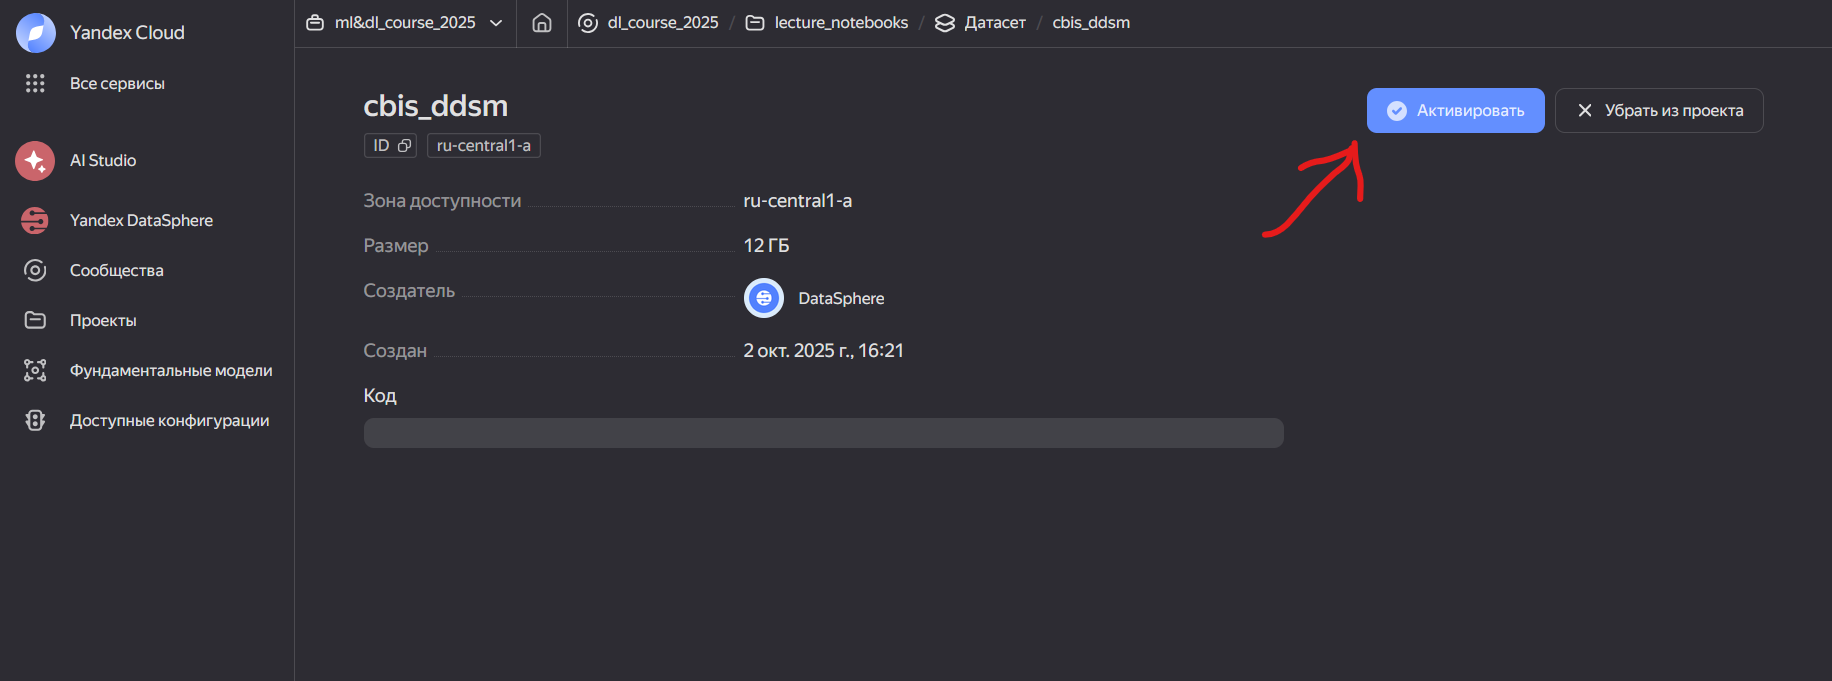 Yandex Cloud
Все сервисы
AI Studio
Yandex DataSphere
Сообщества
Проекты
Фундаментальные модели
Доступные конфигурации
ml&dl_course_2025
dl_course_2025 / lecture_notebooks / Датасет / cbis_ddsm
cbis_ddsm
Активировать
Убрать из проекта
ID
ru-central1-a
Зона доступности ru-central1-a
Размер 12 ГБ
Создатель DataSphere
Создан 2 окт. 2025 г., 16:21
Код